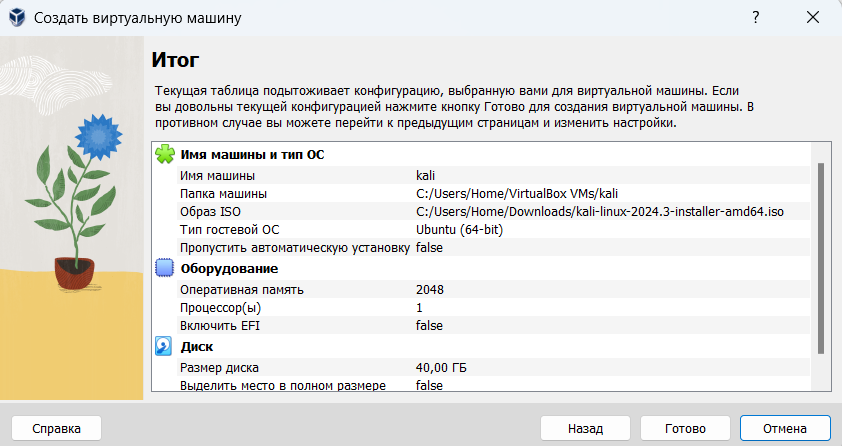 Создать виртуальную машину
?
Итог
Текущая таблица подытоживает конфигурацию, выбранную вами для виртуальной машины. Если
вы довольны текущей конфигурацией нажмите кнопку Готово для создания виртуальной машины. В
противном случае вы можете перейти к предыдущим страницам и изменить настройки.
Имя машины и тип ОС
Имя машины kali
Папка машины C:/Users/Home/VirtualBox VMs/kali
Образ ISO C:/Users/Home/Downloads/kali-linux-2024.3-installer-amd64.iso
Тип гостевой ОС Ubuntu (64-bit)
Пропустить автоматическую установку false
Оборудование
Оперативная память 2048
Процессор(ы) 1
Включить EFI false
Диск
Размер диска 40,00 ГБ
Выделить место в полном размере false
Справка Назад Готово Отмена